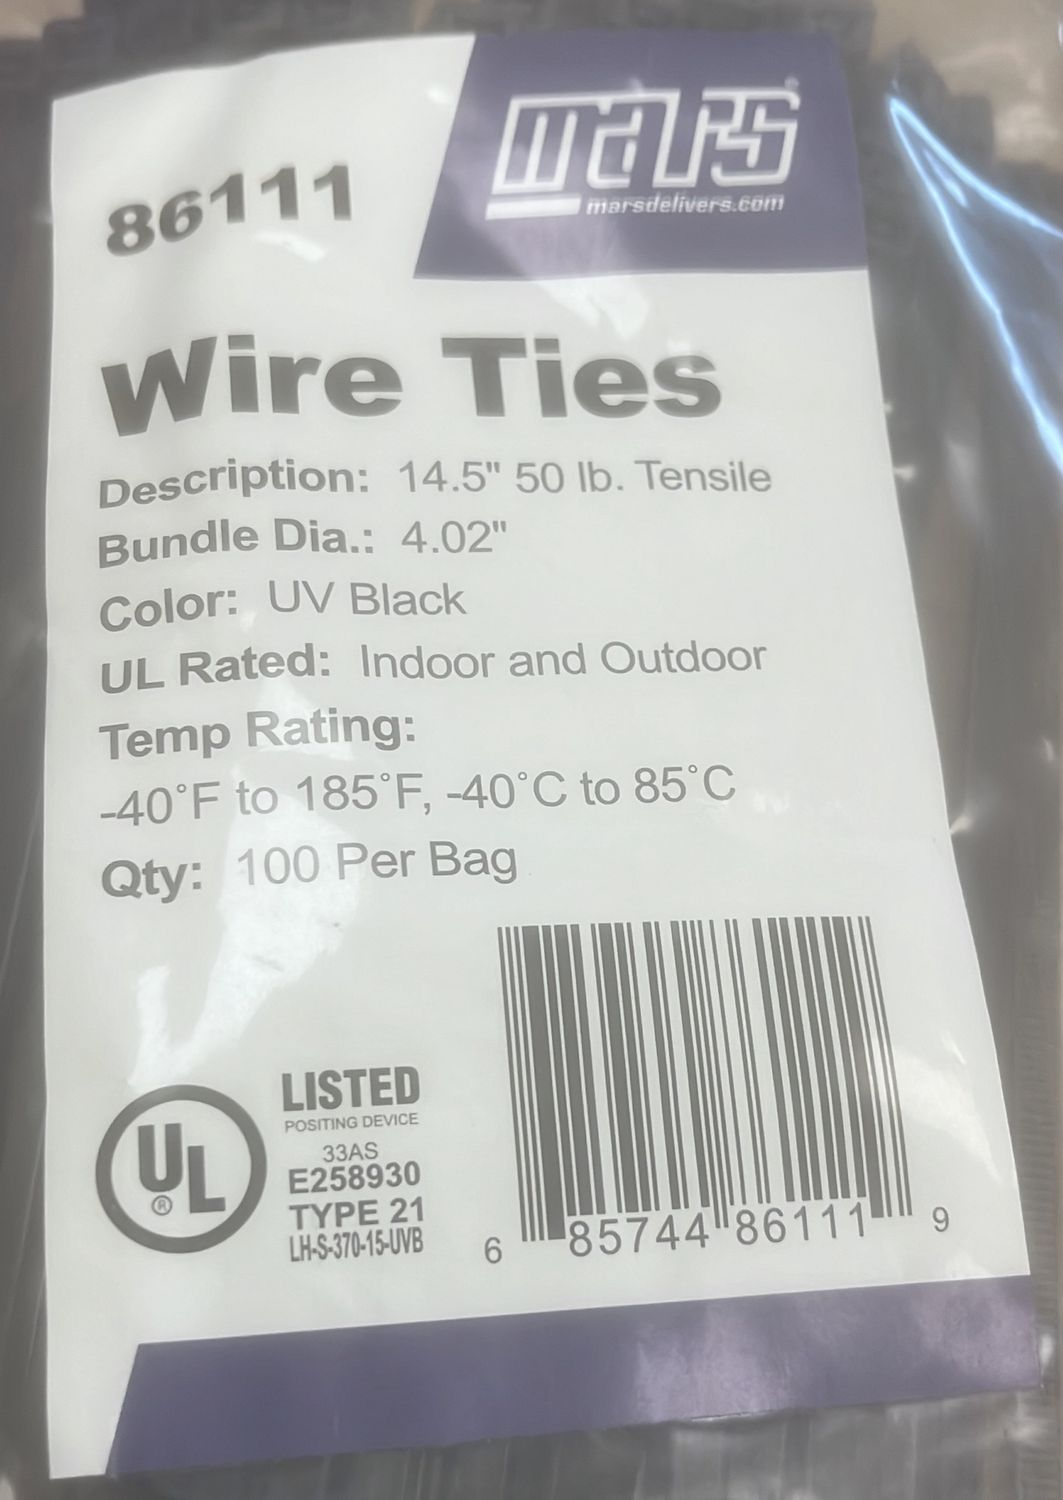 86111
mars®
marsdelivers.com
Wire Ties
Description: 14.5" 50 lb. Tensile
Bundle Dia.: 4.02"
Color: UV Black
UL Rated: Indoor and Outdoor
Temp Rating:
-40°F to 185°F, -40°C to 85°C
Qty: 100 Per Bag
UL®
LISTED
POSITING DEVICE
33AS
E258930
TYPE 21
LH-S-370-15-UVB
6 85744 86111 9